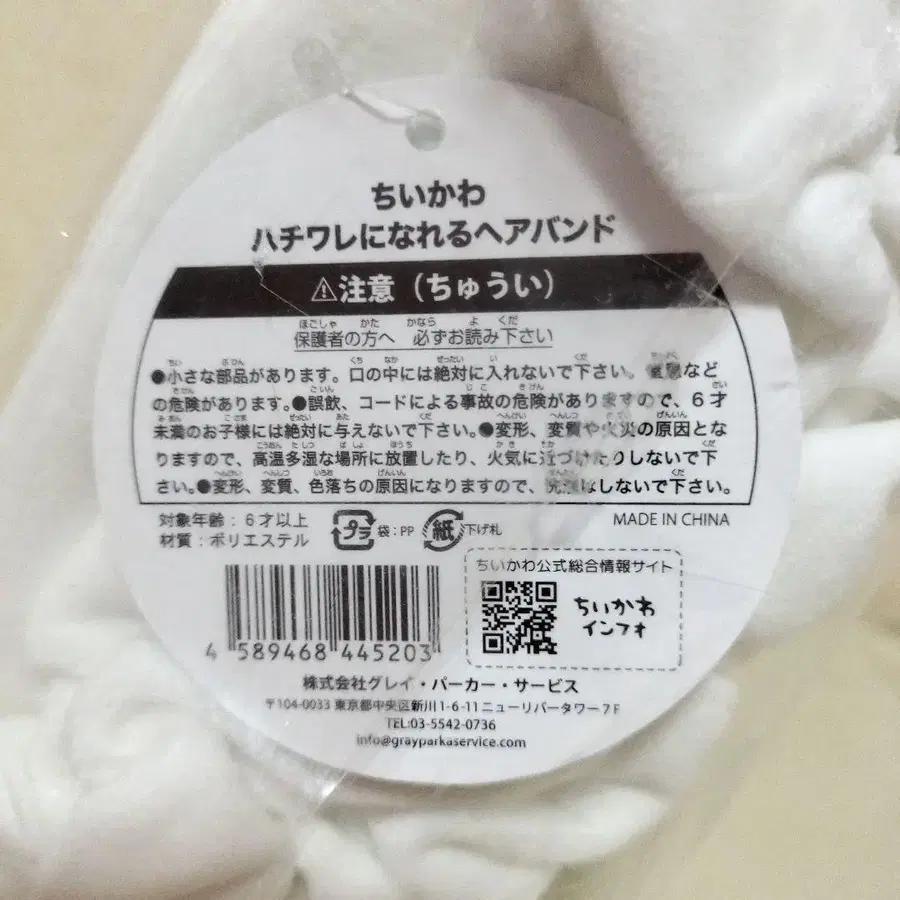 ちいかわ
ハチワレになれるヘアバンド
⚠注意（ちゅうい）
保護者の方へ 必ずお読み下さい
●小さな部品があります。口の中には絶対に入れないで下さい。窒息など
の危険があります。●誤飲、コードによる事故の危険がありますので、6才
未満のお子様には絶対に与えないで下さい。●変形、変質や火災の原因とな
りますので、高温多湿な場所に放置したり、火気に近づけたりしないで下
さい。●変形、変質、色落ちの原因になりますので、洗濯はしないで下さい。
対象年齢：6才以上
材質：ポリエステル
プラ 袋：PP 紙 下げ札
MADE IN CHINA
ちいかわ公式総合情報サイト
ちいかわ
インフォ
4 589468 445203
株式会社グレイ・パーカー・サービス
〒104-0033 東京都中央区新川1-6-11ニューリバータワー7F
TEL:03-5542-0736
info@grayparkaservice.com